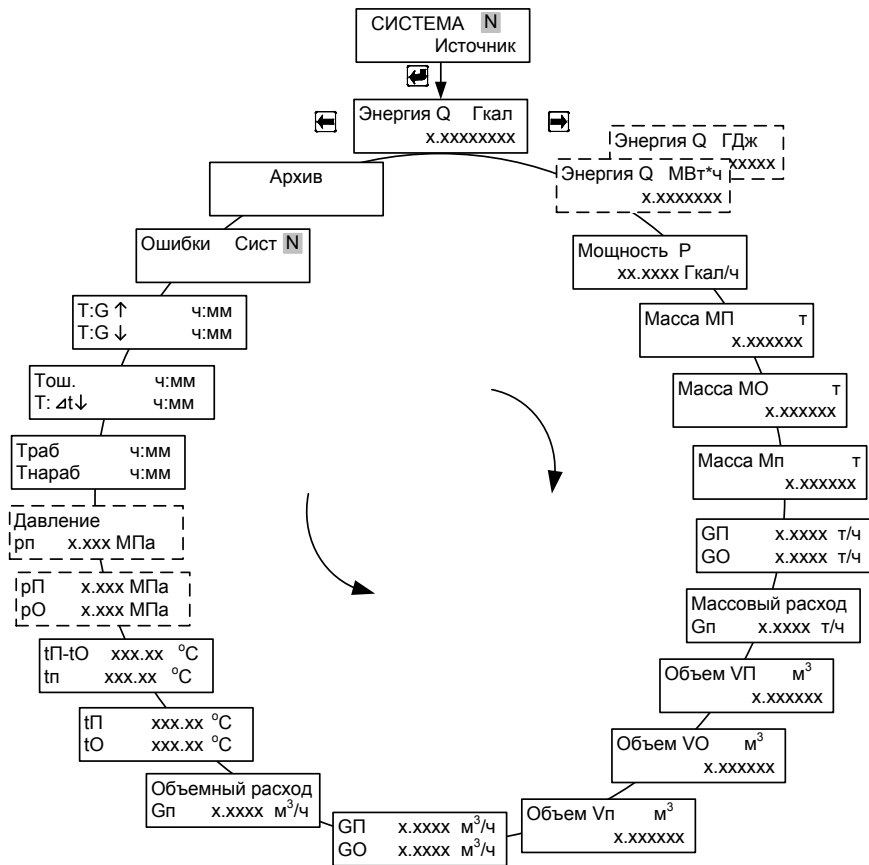 СИСТЕМА N
Источник
Энергия Q Гкал
x.xxxxxxxx
Энергия Q ГДж
xxxxx
Энергия Q МВт*ч
x.xxxxxxx
Мощность P
xx.xxxx Гкал/ч
Масса МП т
x.xxxxxx
Масса МО т
x.xxxxxx
Масса Мп т
x.xxxxxx
GП x.xxxx т/ч
GО x.xxxx т/ч
Массовый расход
Gп x.xxxx т/ч
Объем VП м³
x.xxxxxx
Объем VО м³
x.xxxxxx
Объем Vп м³
x.xxxxxx
GП x.xxxx м³/ч
GО x.xxxx м³/ч
Объемный расход
Gп x.xxxx м³/ч
tП xxx.xx °C
tО xxx.xx °C
tП-tО xxx.xx °C
tп xxx.xx °C
pП x.xxx МПа
pО x.xxx МПа
Давление
pп x.xxx МПа
Траб ч:мм
Тнараб ч:мм
Тош. ч:мм
T: ⊿t↓ ч:мм
T:G ↑ ч:мм
T:G ↓ ч:мм
Ошибки Сист N
Архив